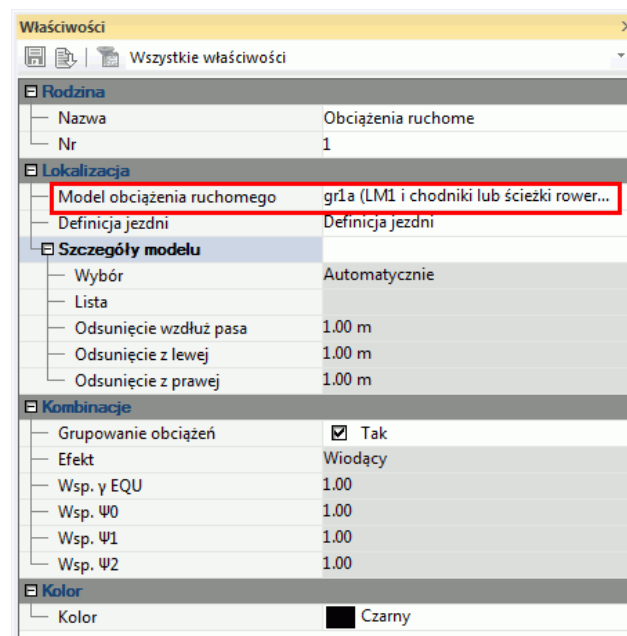 Właściwości
Wszystkie właściwości
Rodzina
Nazwa Obciążenia ruchome
Nr 1
Lokalizacja
Model obciążenia ruchomego gr1a (LM1 i chodniki lub ścieżki rower...
Definicja jezdni Definicja jezdni
Szczegóły modelu
Wybór Automatycznie
Lista
Odsunięcie wzdłuż pasa 1.00 m
Odsunięcie z lewej 1.00 m
Odsunięcie z prawej 1.00 m
Kombinacje
Grupowanie obciążeń Tak
Efekt Wiodący
Wsp. γ EQU 1.00
Wsp. Ψ0 1.00
Wsp. Ψ1 1.00
Wsp. Ψ2 1.00
Kolor
Kolor Czarny